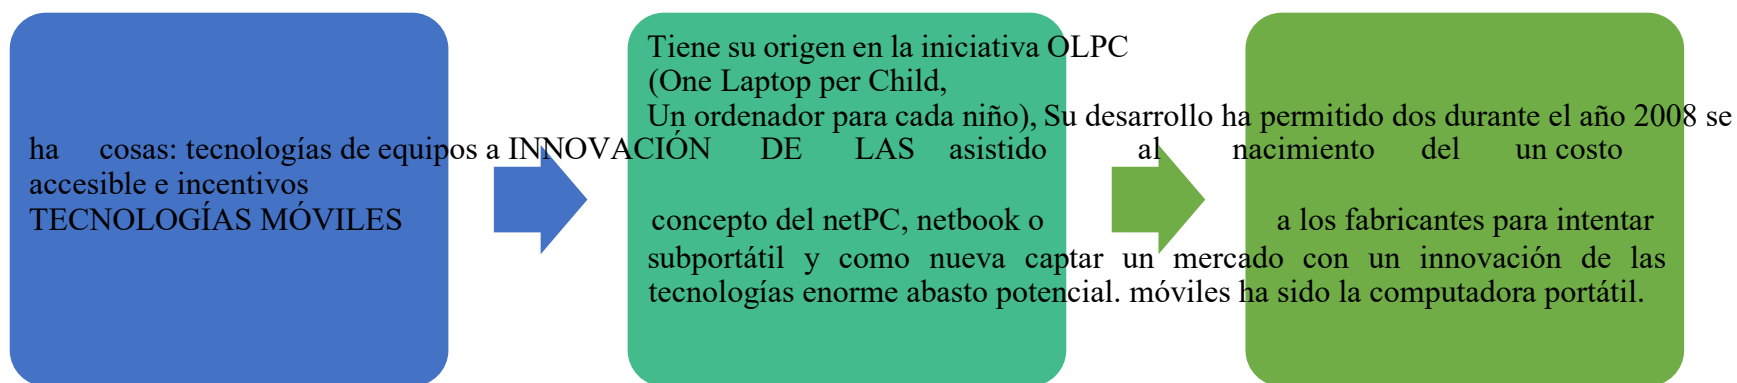 Tiene su origen en la iniciativa OLPC
(One Laptop per Child,
Un ordenador para cada niño), Su desarrollo ha permitido dos durante el año 2008 se
ha cosas: tecnologías de equipos a INNOVACIÓN DE LAS asistido al nacimiento del un costo
accesible e incentivos
TECNOLOGÍAS MÓVILES concepto del netPC, netbook o a los fabricantes para intentar
subportátil y como nueva captar un mercado con un innovación de las
tecnologías enorme abasto potencial. móviles ha sido la computadora portátil.